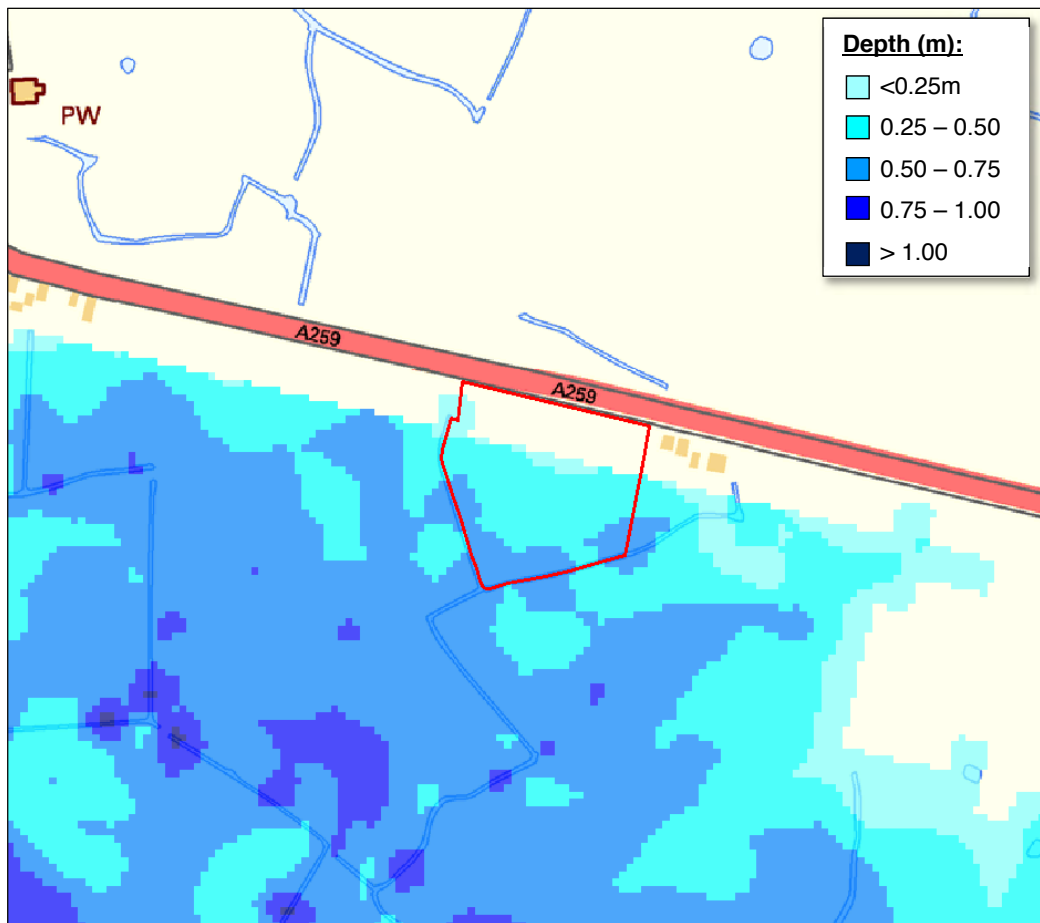 Depth (m):
<0.25m
0.25 – 0.50
0.50 – 0.75
0.75 – 1.00
> 1.00
PW
A259
A259